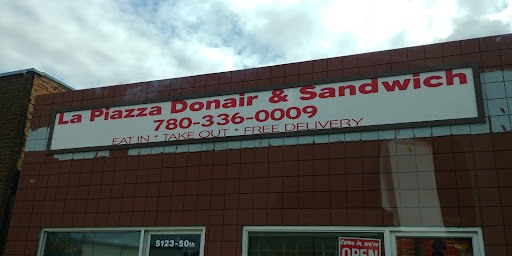 La Piazza Donair & Sandwich
780-336-0009
EAT IN * TAKE OUT * FREE DELIVERY
5123-50th
Come In, we're
OPEN